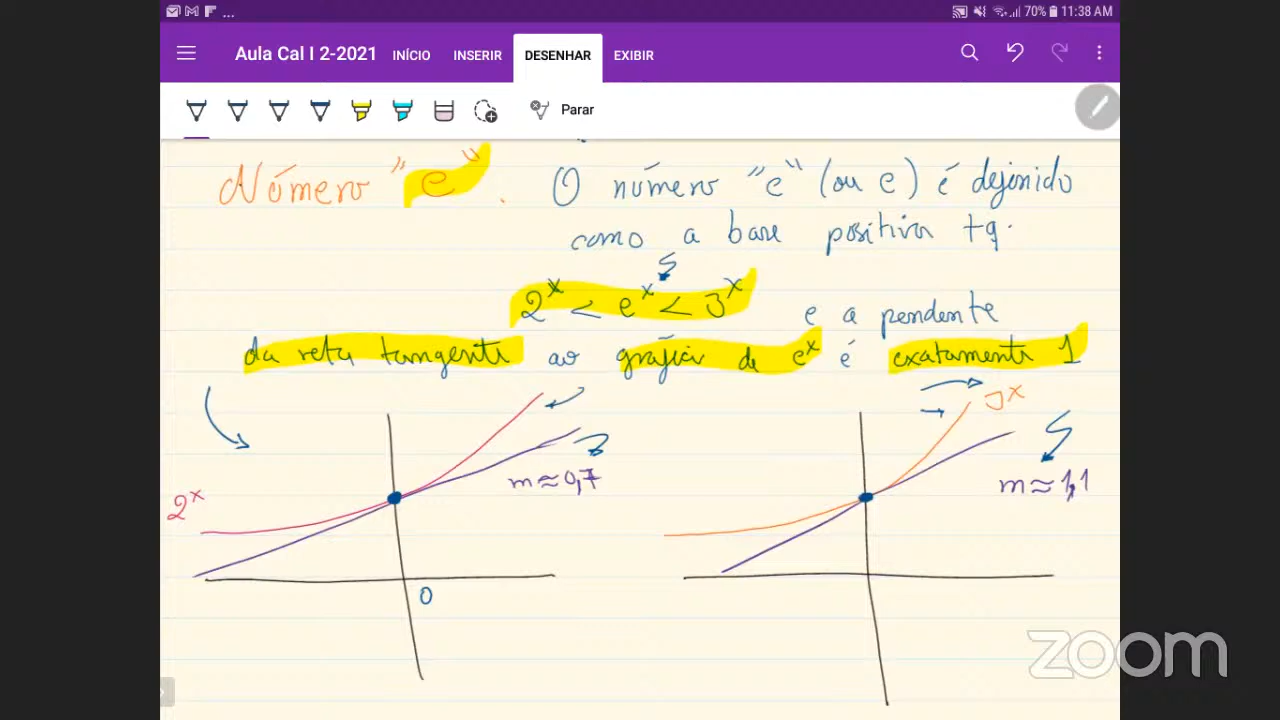 ... 70% 11:38 AM
Aula Cal I 2-2021 INÍCIO INSERIR DESENHAR EXIBIR
Parar
Número "e". O número "e" (ou e) é definido
como a base positiva tq.
2^x < e^x < 3^x e a pendente
da reta tangente ao gráfico de e^x é exatamente 1
3^x
m ≈ 0,7 m ≈ 1,1
2^x
0
zoom